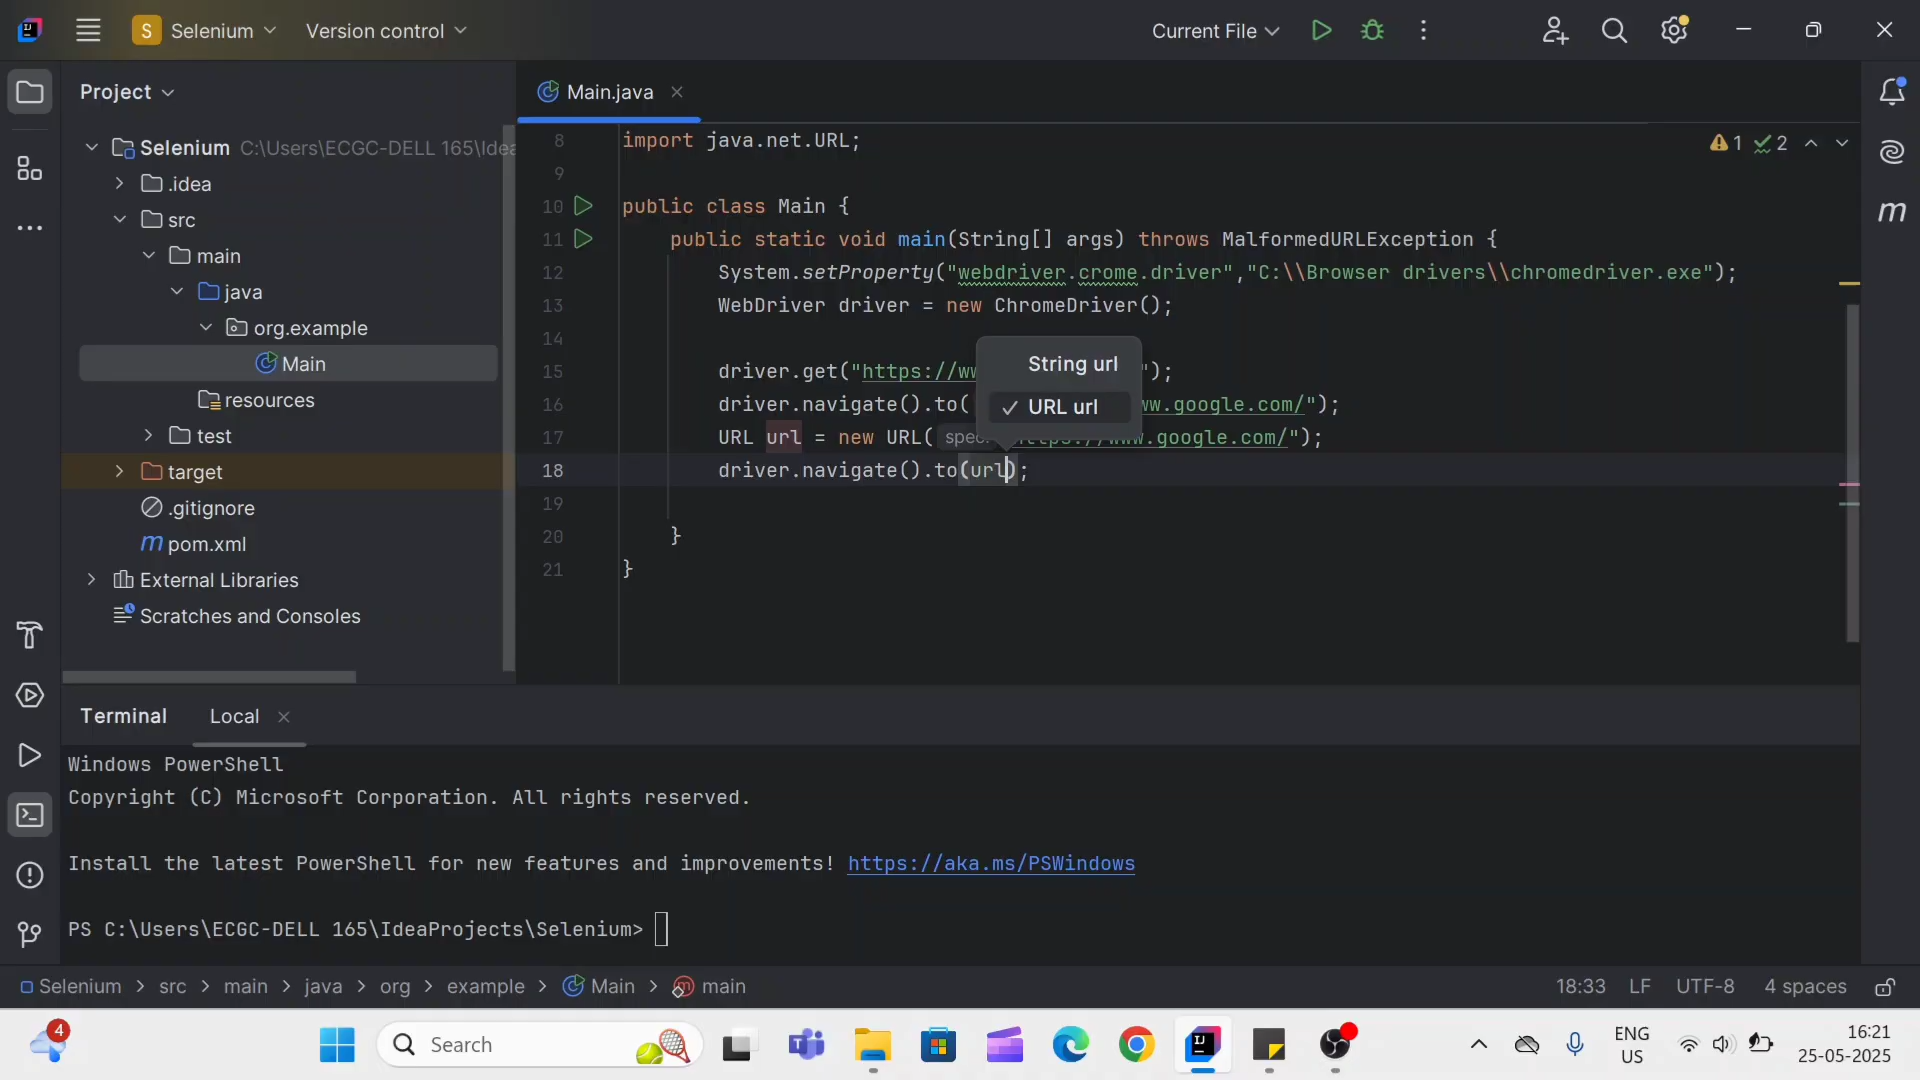 S Selenium Version control Current File
Project
Main.java
Selenium C:\Users\ECGC-DELL 165\Idea
.idea
src
main
java
org.example
Main
resources
test
target
.gitignore
pom.xml
External Libraries
Scratches and Consoles
8 import java.net.URL;
1 2
9
10 public class Main {
11 public static void main(String[] args) throws MalformedURLException {
12 System.setProperty("webdriver.crome.driver","C:\\Browser drivers\\chromedriver.exe");
13 WebDriver driver = new ChromeDriver();
14
15 driver.get("https://ww ");
16 driver.navigate().to( ww.google.com/");
17 URL url = new URL( spec: https://www.google.com/");
18 driver.navigate().to(url);
19
20 }
21 }
String url
URL url
Terminal Local
Windows PowerShell
Copyright (C) Microsoft Corporation. All rights reserved.
Install the latest PowerShell for new features and improvements! https://aka.ms/PSWindows
PS C:\Users\ECGC-DELL 165\IdeaProjects\Selenium>
Selenium > src > main > java > org > example > Main > main
18:33 LF UTF-8 4 spaces
4
Search
ENG
US
16:21
25-05-2025